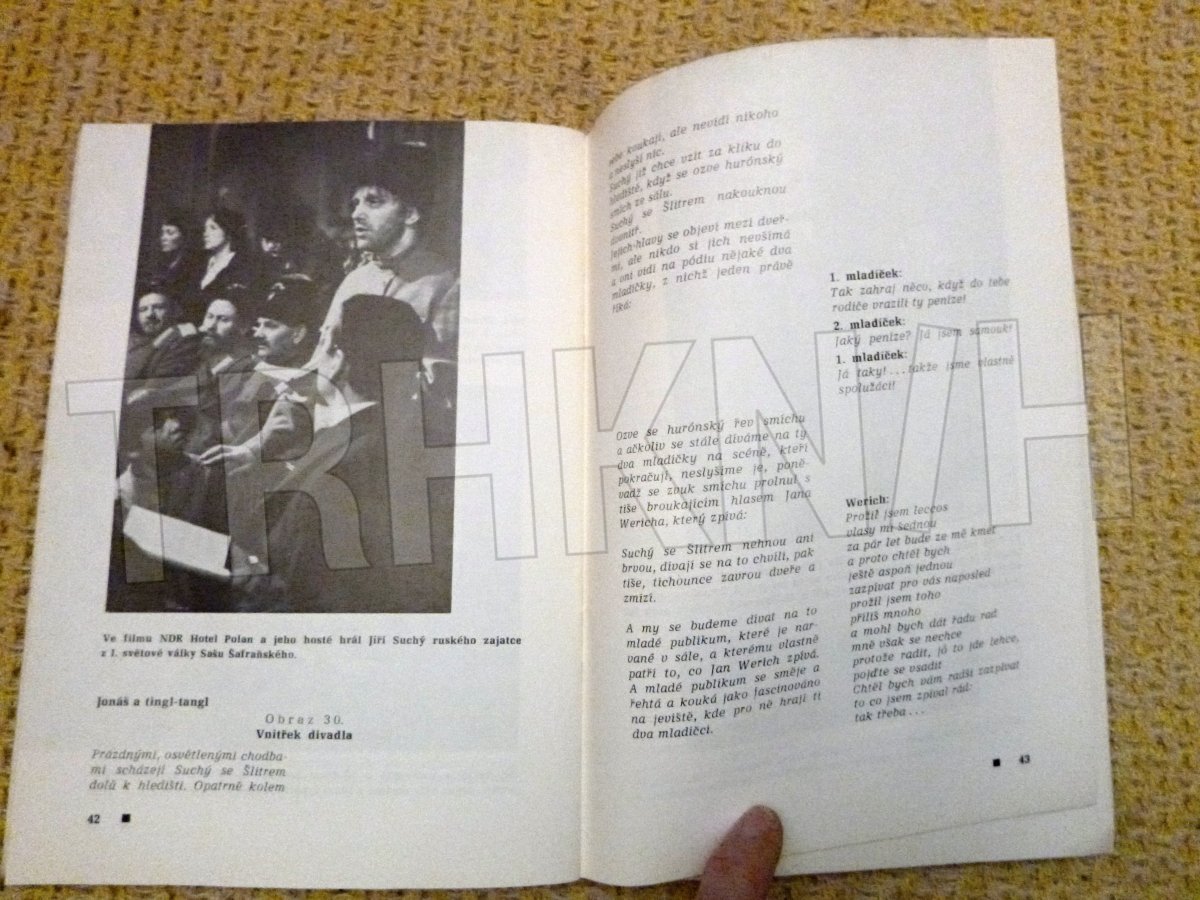 Ve filmu NDR Hotel Polan a jeho hosté hrál Jiří Suchý ruského zajatce
z I. světové války Sašu Šafraňského.
Jonáš a tingl-tangl
Obraz 30.
Vnitřek divadla
Prázdnými, osvětlenými chodba-
mi scházejí Suchý se Šlitrem
dolů k hledišti. Opatrně kolem
42
sebe koukají, ale nevidí nikoho
a neslyší nic.
Suchý již chce vzít za kliku do
hlediště, když se ozve hurónský
smích ze sálu.
Suchý se Šlitrem nakouknou
dovnitř.
Jejich-hlavy se objeví mezi dveř-
mi, ale nikdo si jich nevšímá
a oni vidí na pódiu nějaké dva
mladíčky, z nichž jeden právě
říká:
1. mladíček:
Tak zahraj něco, když do tebe
rodiče vrazili ty peníze!
2. mladíček:
Jaký peníze? Já jsem samouk!
1. mladíček:
Já taky!...takže jsme vlastně
spolužáci!
Ozve se hurónský řev smíchu
a ačkoliv se stále díváme na ty
dva mladíčky na scéně, kteří
pokračují, neslyšíme je, poně-
vadž se zvuk smíchu prolnul s
tiše broukajícím hlasem Jana
Wericha, který zpívá:
Werich:
Prožil jsem leccos
vlasy mi šednou
za pár let bude ze mě kmet
a proto chtěl bych
ještě aspoň jednou
zazpívat pro vás naposled
prožil jsem toho
příliš mnoho
a mohl bych dát řadu rad
mně však se nechce
protože radit, jó to jde lehce,
pojďte se vsadit
Chtěl bych vám radši zazpívat
to co jsem zpíval rád:
tak třeba...
Suchý se Šlitrem nehnou ani
brvou, dívají se na to chvíli, pak
tiše, tichounce zavrou dveře a
zmizí.
A my se budeme dívat na to
mladé publikum, které je nar-
vané v sále, a kterému vlastně
patří to, co Jan Werich zpívá.
A mladé publikum se směje a
řehtá a kouká jako fascinováno
na jeviště, kde pro ně hrají ti
dva mladíčci.
43
TRHKNIH